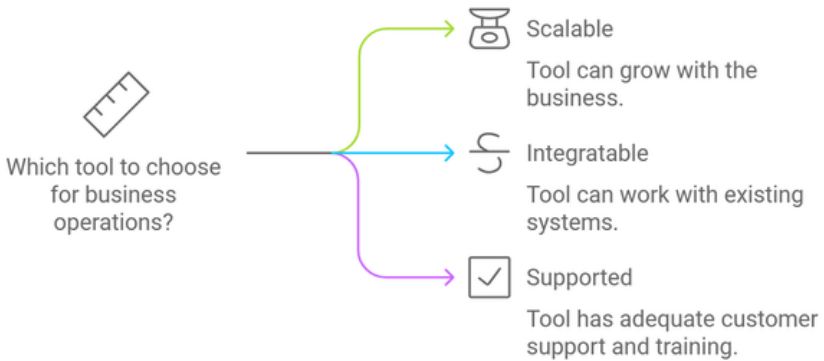 Which tool to choose
for business
operations?
Scalable
Tool can grow with the
business.
Integratable
Tool can work with existing
systems.
Supported
Tool has adequate customer
support and training.